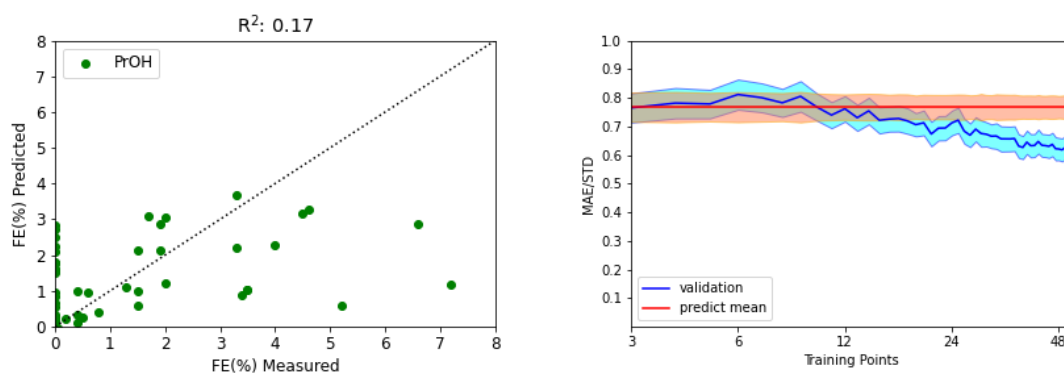 R²: 0.17
PrOH
FE(%) Predicted
8
7
6
5
4
3
2
1
0
0 1 2 3 4 5 6 7 8
FE(%) Measured
MAE/STD
1.0
0.9
0.8
0.7
0.6
0.5
0.4
0.3
0.2
0.1
validation
predict mean
3 6 12 24 48
Training Points